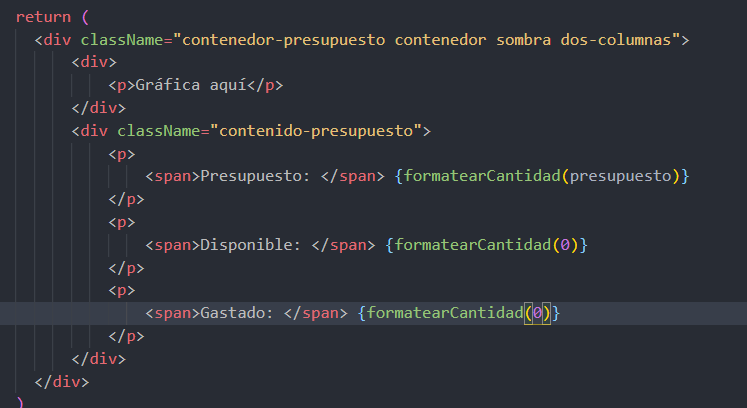 return (
<div className="contenedor-presupuesto contenedor sombra dos-columnas">
<div>
<p>Gráfica aquí</p>
</div>
<div className="contenido-presupuesto">
<p>
<span>Presupuesto: </span> {formatearCantidad(presupuesto)}
</p>
<p>
<span>Disponible: </span> {formatearCantidad(0)}
</p>
<p>
<span>Gastado: </span> {formatearCantidad(0)}
</p>
</div>
</div>
)